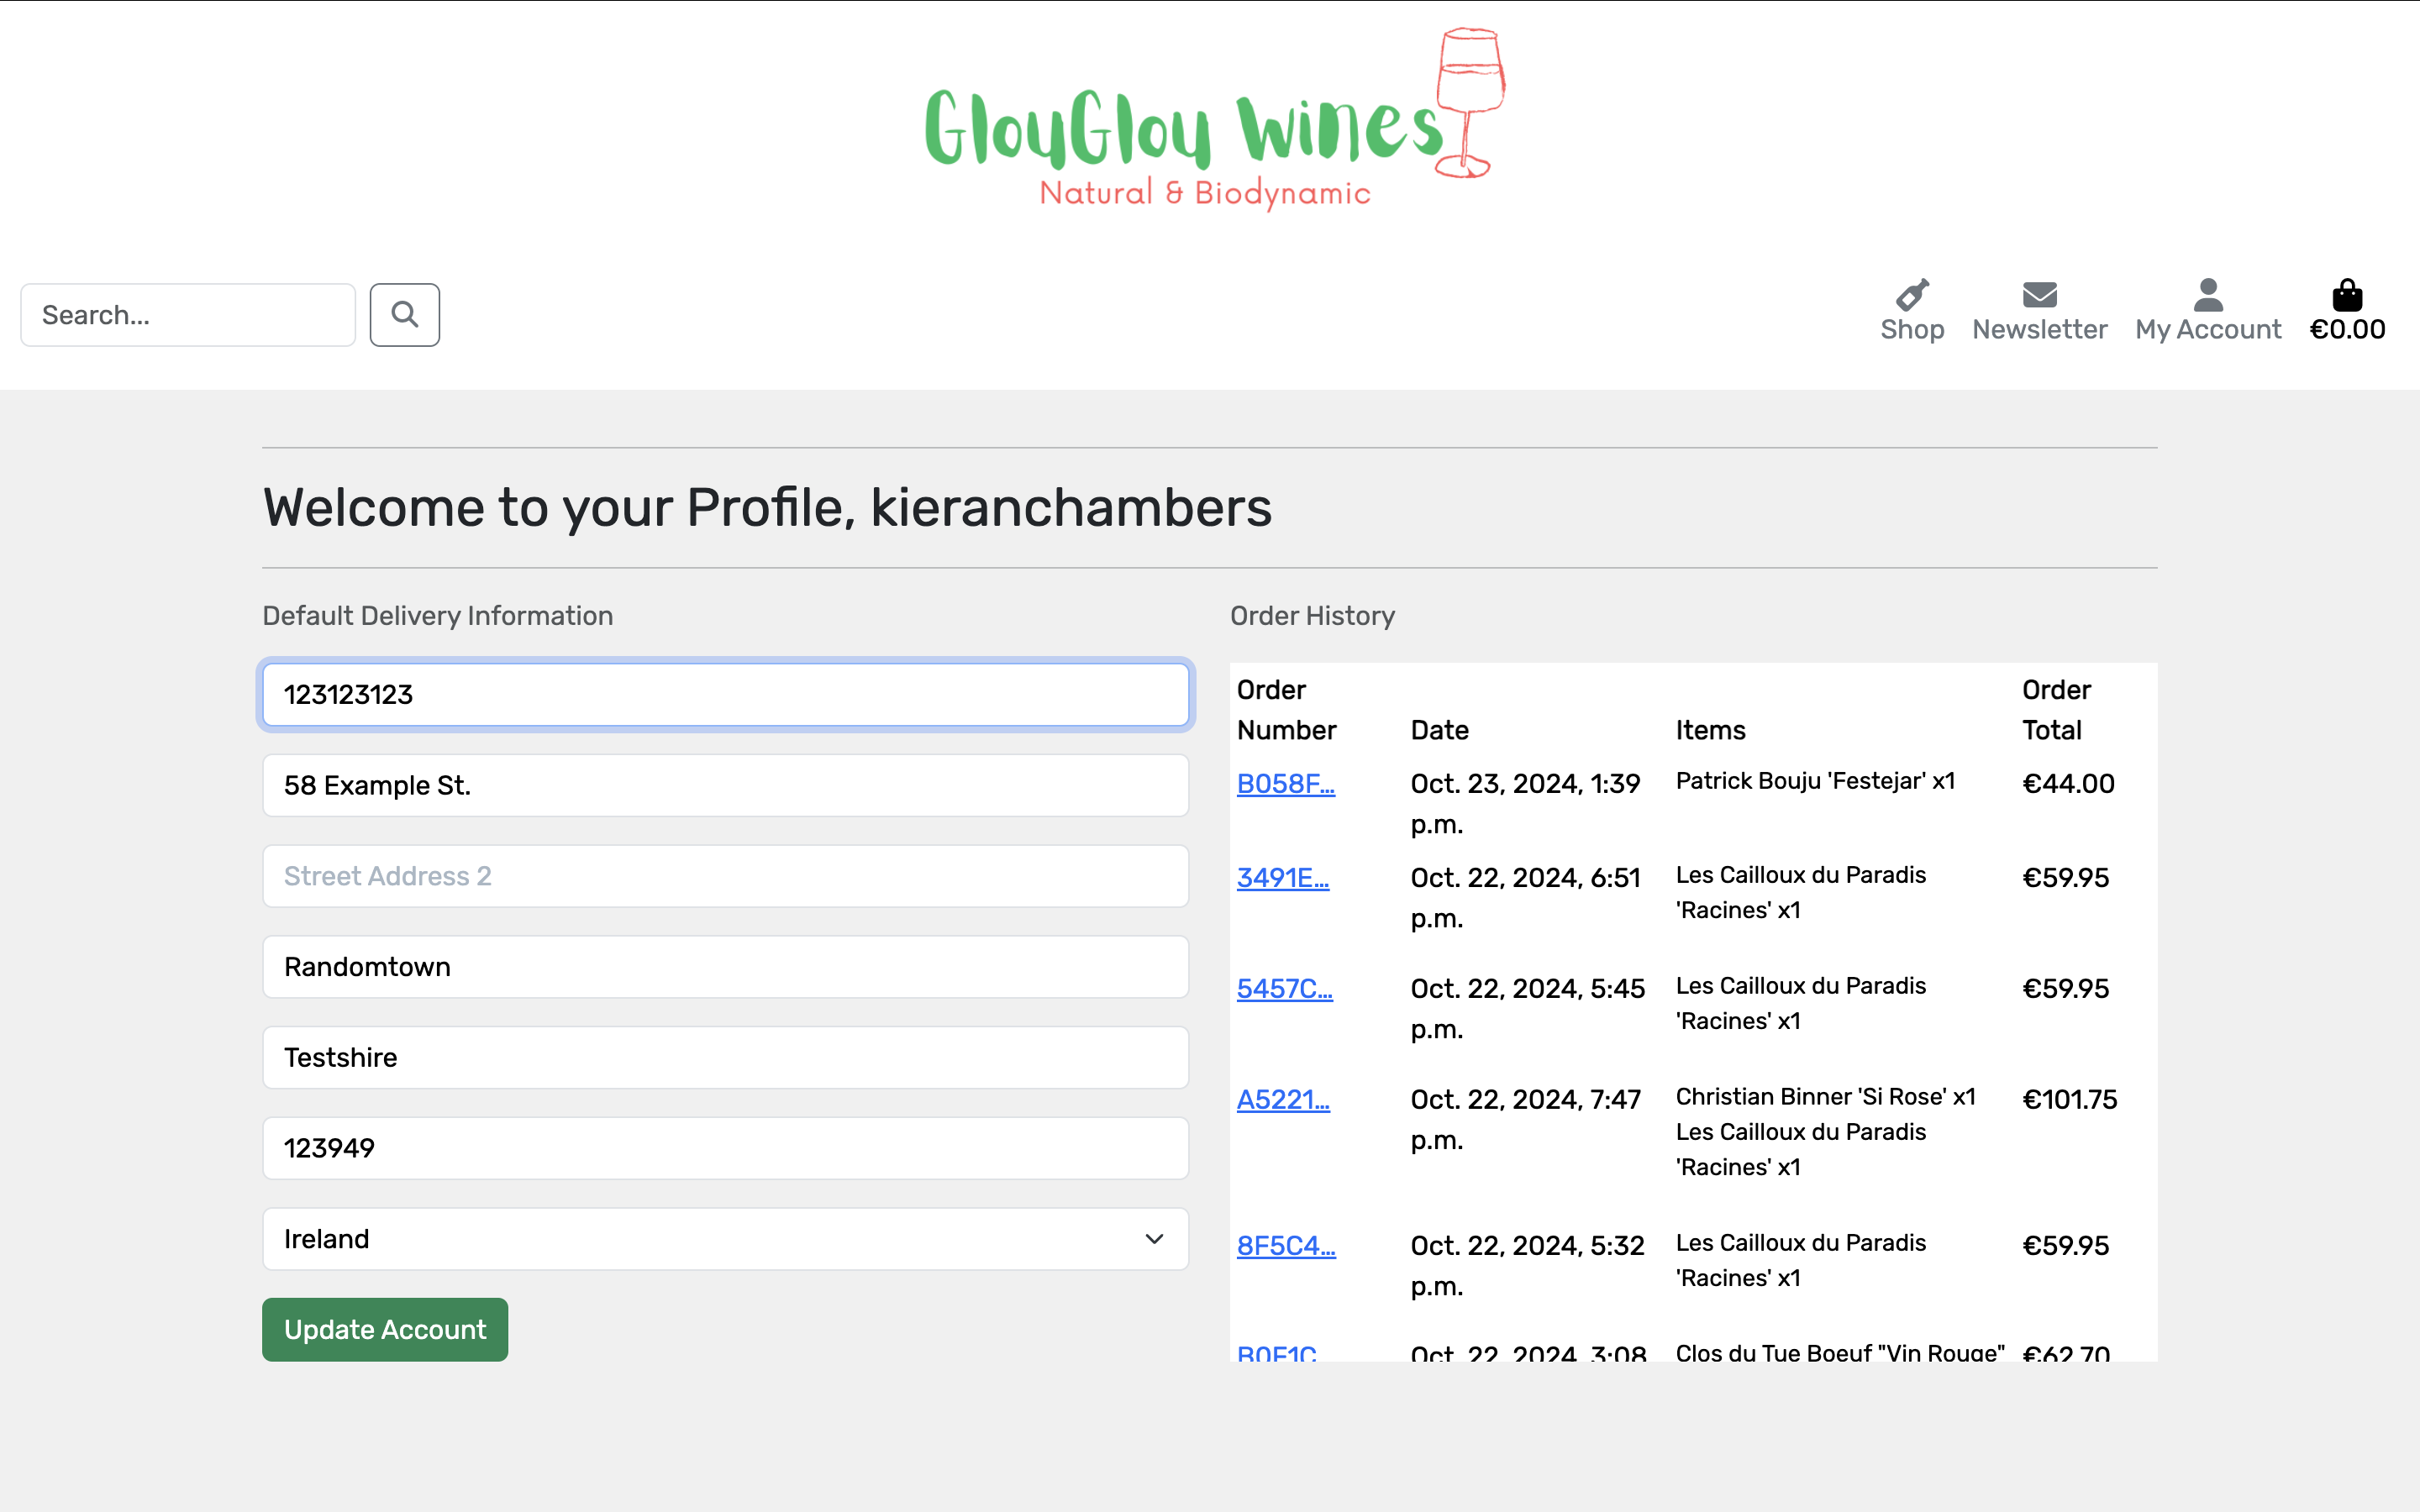 GlouGlou Wines
Natural & Biodynamic
Search...
Shop
Newsletter
My Account
€0.00
Welcome to your Profile, kieranchambers
Default Delivery Information
123123123
58 Example St.
Street Address 2
Randomtown
Testshire
123949
Ireland
Update Account
Order History
Order
Number Date Items Order
Total
B058F… Oct. 23, 2024, 1:39 Patrick Bouju 'Festejar' x1 €44.00
p.m.
3491E… Oct. 22, 2024, 6:51 Les Cailloux du Paradis €59.95
p.m. 'Racines' x1
5457C… Oct. 22, 2024, 5:45 Les Cailloux du Paradis €59.95
p.m. 'Racines' x1
A5221… Oct. 22, 2024, 7:47 Christian Binner 'Si Rose' x1 €101.75
p.m. Les Cailloux du Paradis
'Racines' x1
8F5C4… Oct. 22, 2024, 5:32 Les Cailloux du Paradis €59.95
p.m. 'Racines' x1
Oct. 22, 2024, 3:08 Clos du Tue Boeuf "Vin Rouge" €62.70